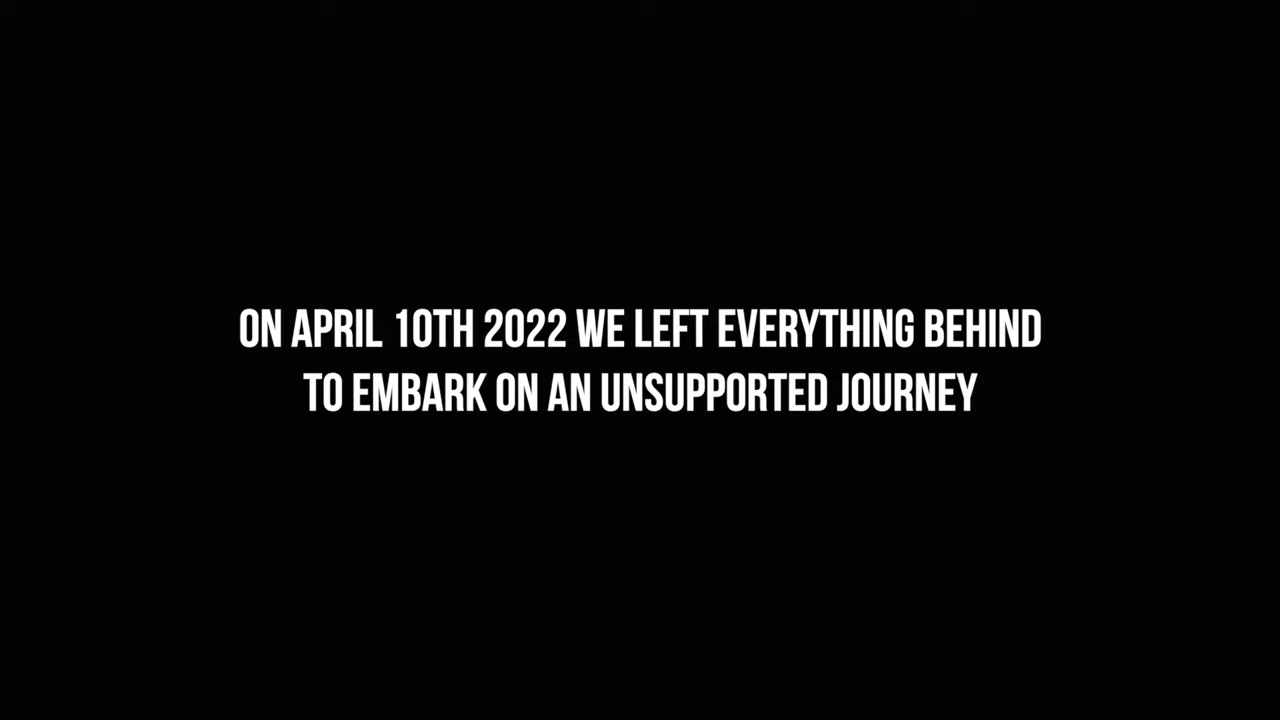 ON APRIL 10TH 2022 WE LEFT EVERYTHING BEHIND
TO EMBARK ON AN UNSUPPORTED JOURNEY